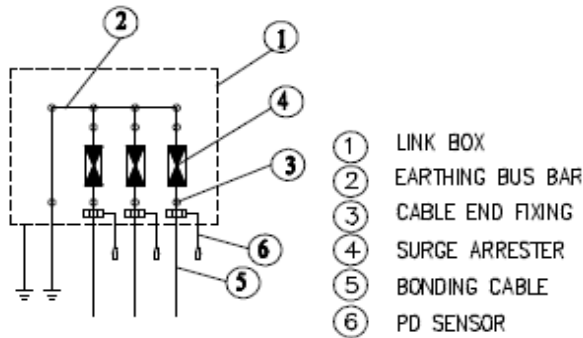 2
1
4
3
6
5
1 LINK BOX
2 EARTHING BUS BAR
3 CABLE END FIXING
4 SURGE ARRESTER
5 BONDING CABLE
6 PD SENSOR